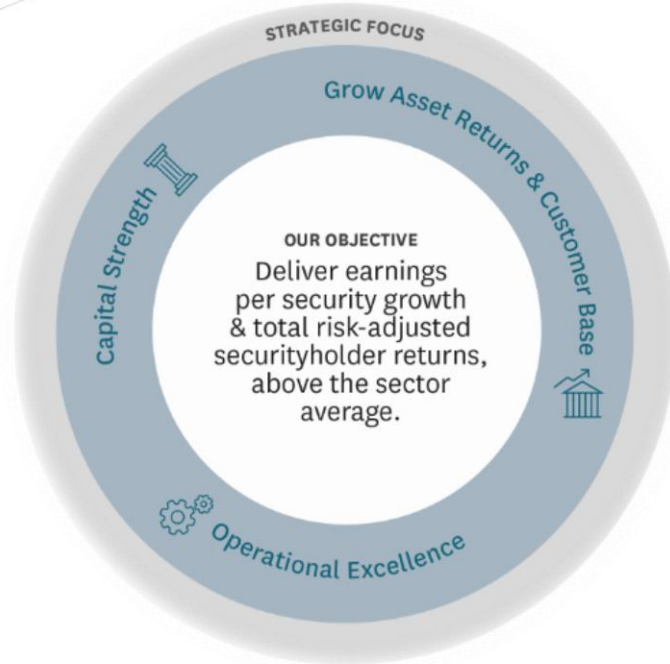 STRATEGIC FOCUS
Grow Asset Returns & Customer Base
Capital Strength
OUR OBJECTIVE
Deliver earnings
per security growth
& total risk-adjusted
securityholder returns,
above the sector
average.
Operational Excellence